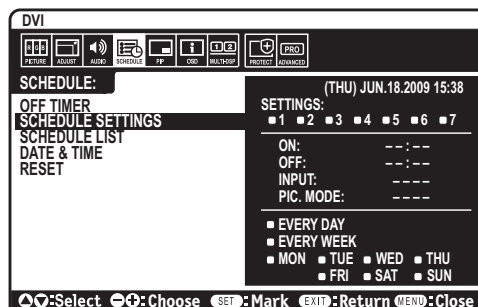 DVI
RGB
PICTURE ADJUST AUDIO SCHEDULE PIP OSD MULTI-DSP PROTECT ADVANCED
PRO
SCHEDULE:
OFF TIMER
SCHEDULE SETTINGS
SCHEDULE LIST
DATE & TIME
RESET
(THU) JUN.18.2009 15:38
SETTINGS:
1 2 3 4 5 6 7
ON: --:--
OFF: --:--
INPUT: ----
PIC. MODE: ----
EVERY DAY
EVERY WEEK
MON TUE WED THU
FRI SAT SUN
:Select :Choose SET:Mark EXIT:Return MENU:Close